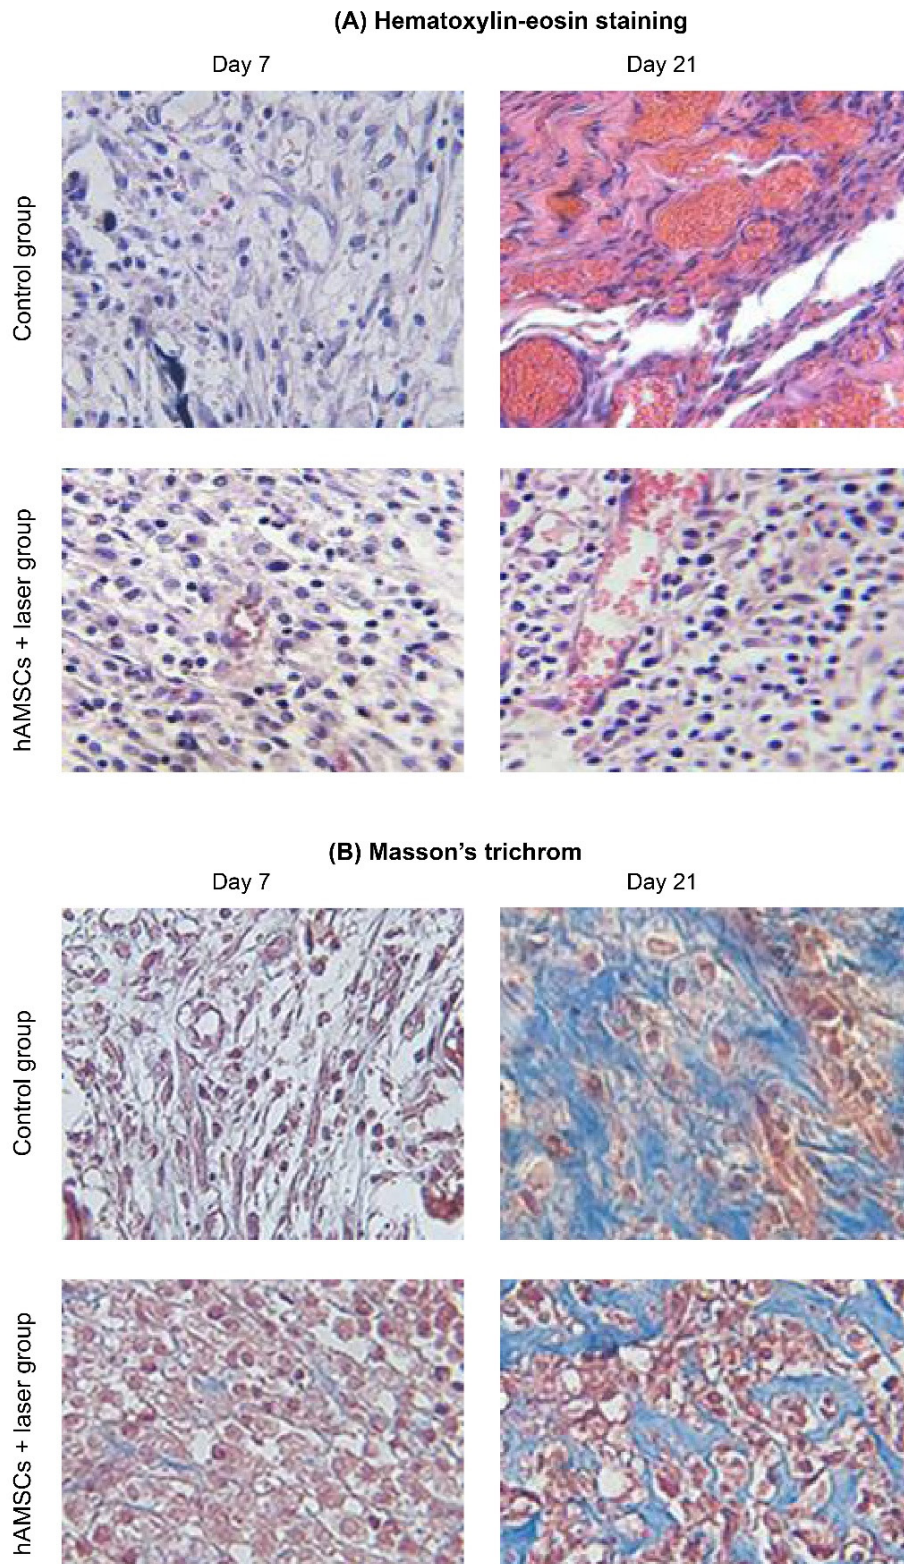 (A) Hematoxylin-eosin staining
Day 7
Day 21
Control group
hAMSCs + laser group
(B) Masson's trichrom
Day 7
Day 21
Control group
hAMSCs + laser group